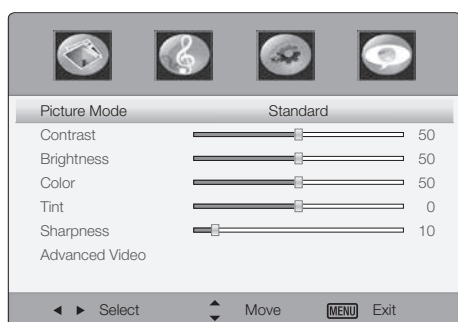 Picture Mode Standard
Contrast 50
Brightness 50
Color 50
Tint 0
Sharpness 10
Advanced Video
Select Move MENU Exit